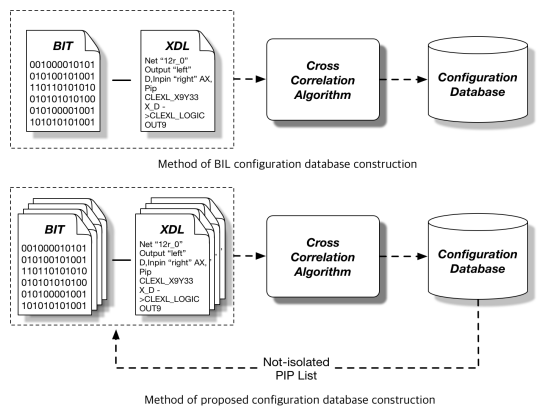 BIT
001000010101
010100101001
110110101010
010101010100
010100001001
101010101001
XDL
Net "12r_0"
Output "left"
D,Inpin "right" AX,
Pip
CLEXL_X9Y33
X_D -
>CLEXL_LOGIC
OUT9
Cross
Correlation
Algorithm
Configuration
Database
Method of BIL configuration database construction
BIT
001000010101
010100101001
110110101010
010101010100
010100001001
101010101001
XDL
Net "12r_0"
Output "left"
D,Inpin "right" AX,
Pip
CLEXL_X9Y33
X_D -
>CLEXL_LOGIC
OUT9
Cross
Correlation
Algorithm
Configuration
Database
Not-isolated
PIP List
Method of proposed configuration database construction